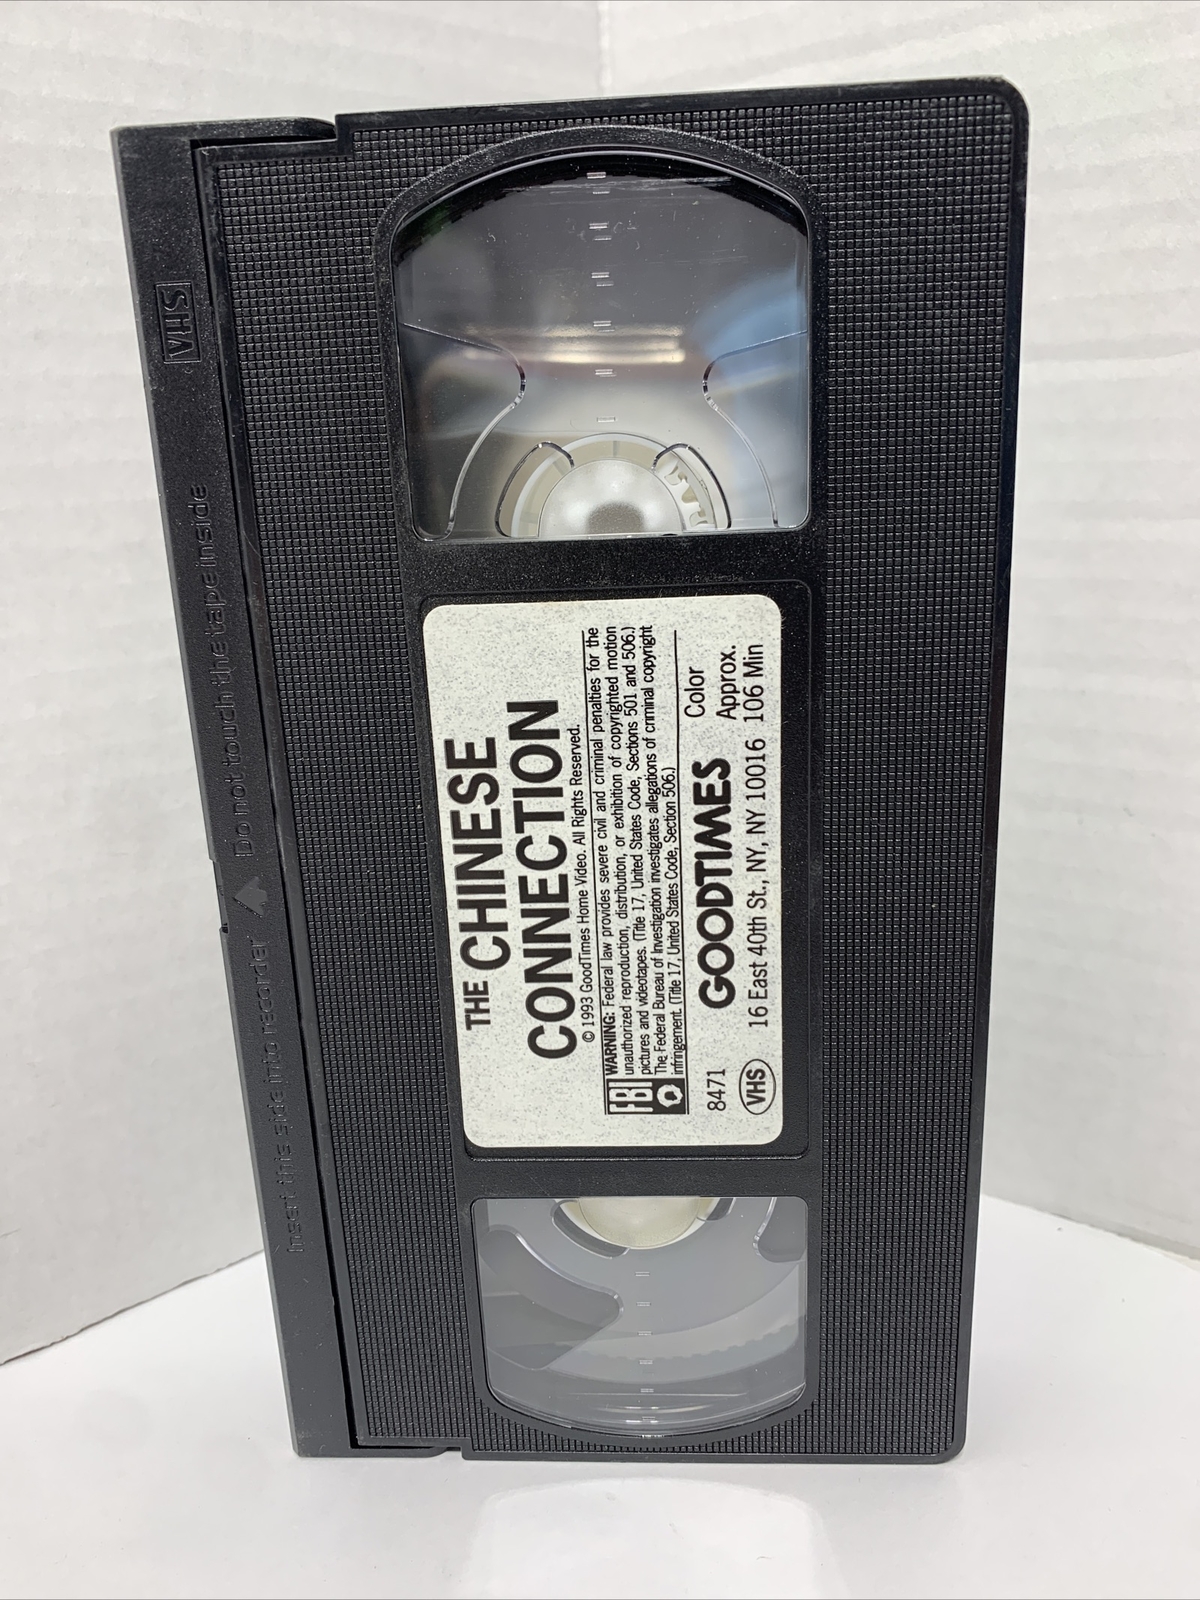 VHS
Do not touch the tape inside
Insert this side into recorder
THE CHINESE
CONNECTION
© 1993 GoodTimes Home Video. All Rights Reserved.
FBI
WARNING: Federal law provides severe civil and criminal penalties for the
unauthorized reproduction, distribution, or exhibition of copyrighted motion
pictures and videotapes. (Title 17, United States Code, Sections 501 and 506.)
The Federal Bureau of Investigation investigates allegations of criminal copyright
infringement. (Title 17, United States Code, Section 506.)
8471 GOODTIMES Color
Approx.
VHS 16 East 40th St., NY, NY 10016 106 Min